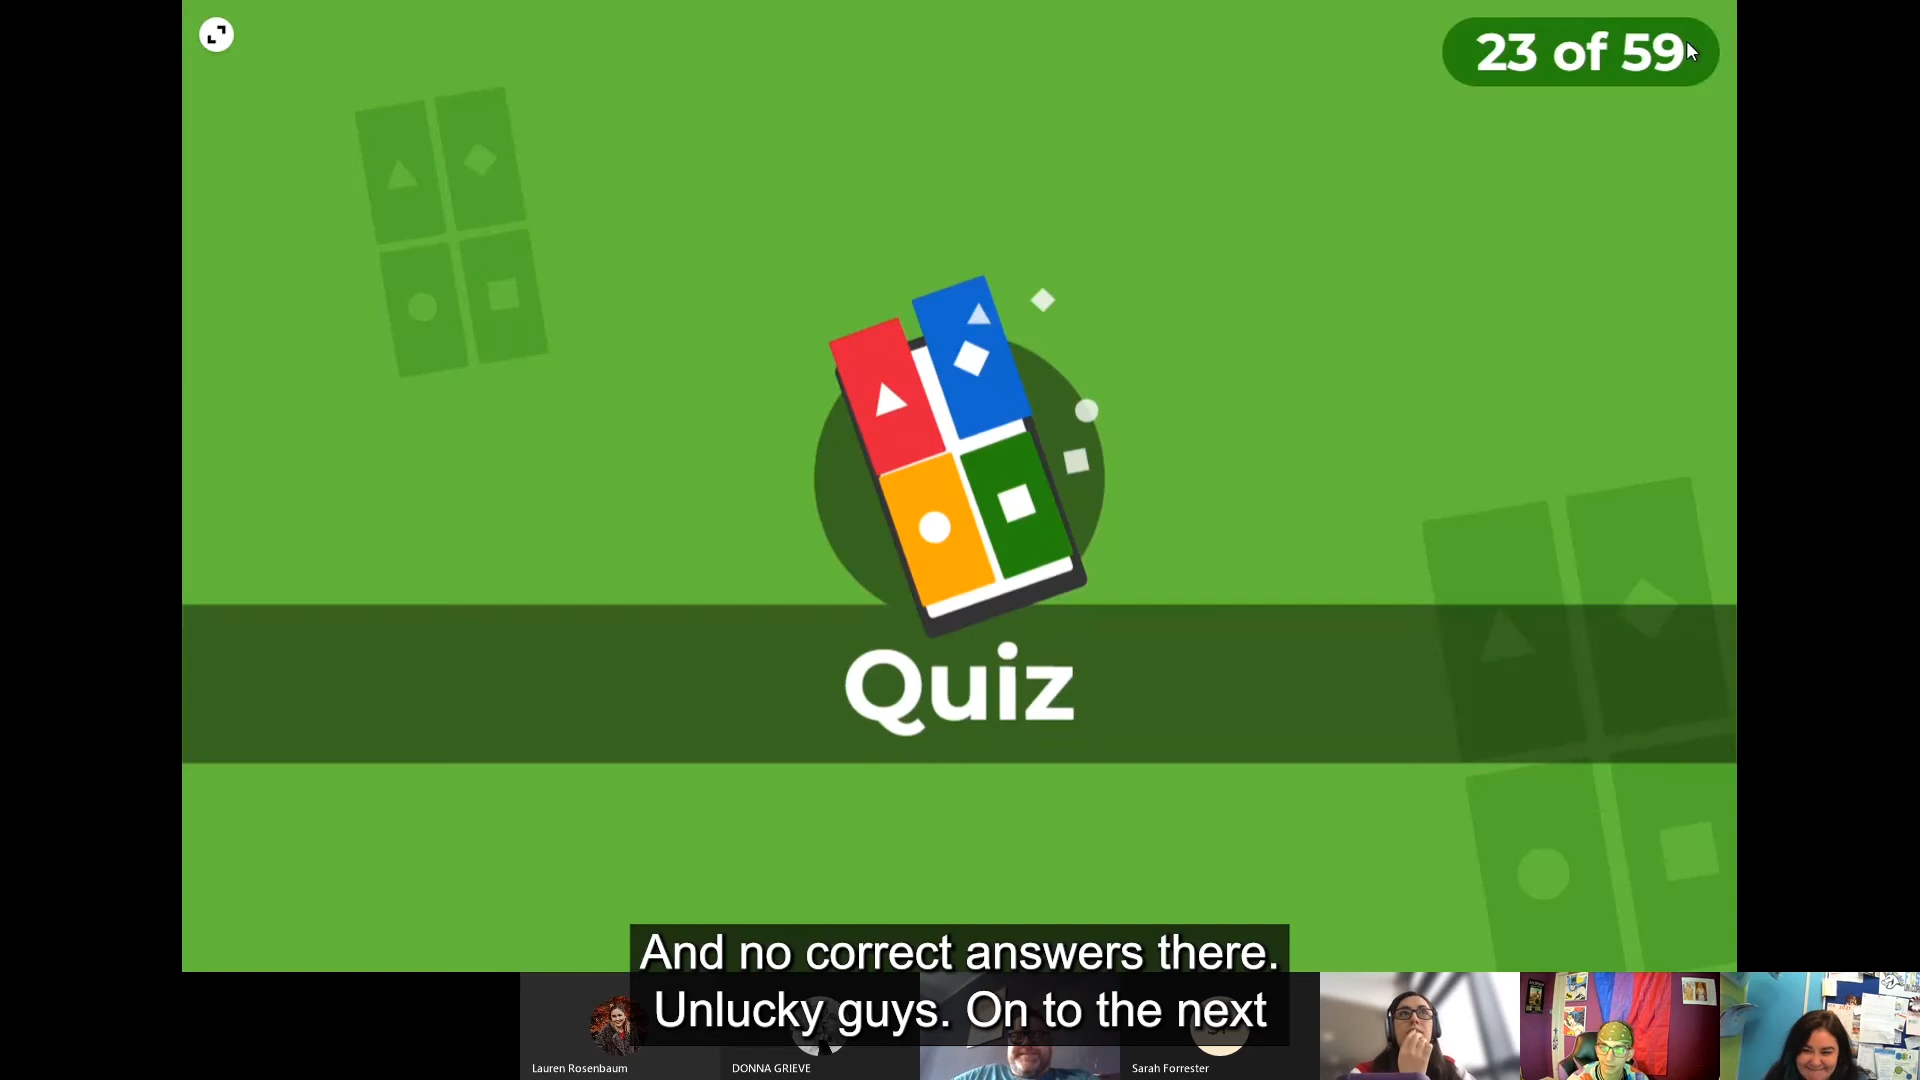 23 of 59
Quiz
And no correct answers there.
Unlucky guys. On to the next
Lauren Rosenbaum
DONNA GRIEVE
Sarah Forrester